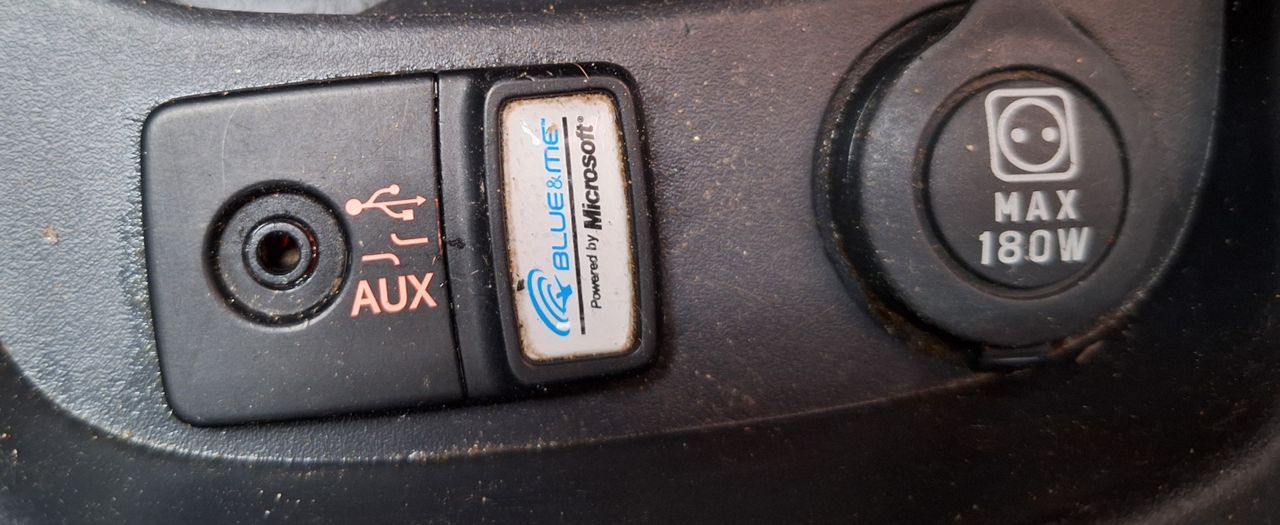 AUX
BLUE&ME™
Powered by Microsoft®
MAX
180W